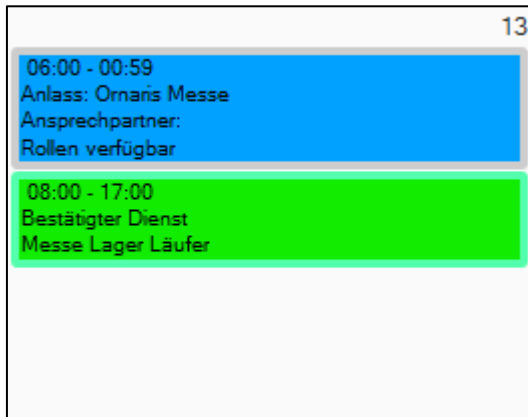 13
06:00 - 00:59
Anlass: Ornaris Messe
Ansprechpartner:
Rollen verfügbar
08:00 - 17:00
Bestätigter Dienst
Messe Lager Läufer